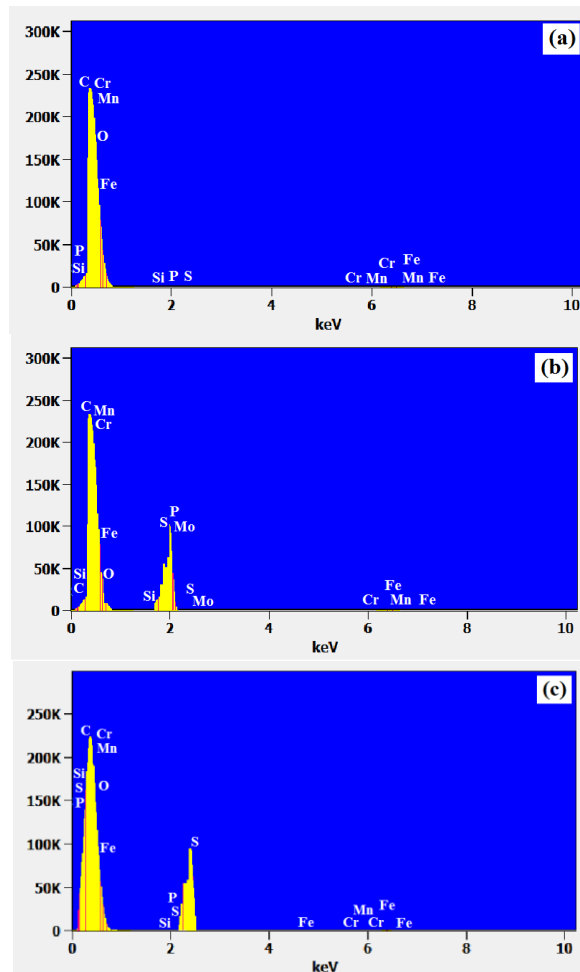 (a)
300K
250K
C Cr
Mn
200K
O
150K
Fe
100K
50K
P
Si
Si P S
Cr Fe
Cr Mn Mn Fe
0
0 2 4 6 8 10
keV
(b)
300K
250K
C Mn
Cr
200K
150K
P
S Mo
100K
Fe
50K
Si O
C
Si
S
Mo
Fe
Cr Mn Fe
0
0 2 4 6 8 10
keV
(c)
250K
C Cr
Mn
200K
Si O
S
P
150K
100K
Fe
S
50K
P
S
Si
Mn Fe
Fe Cr Cr Fe
0
0 2 4 6 8 10
keV